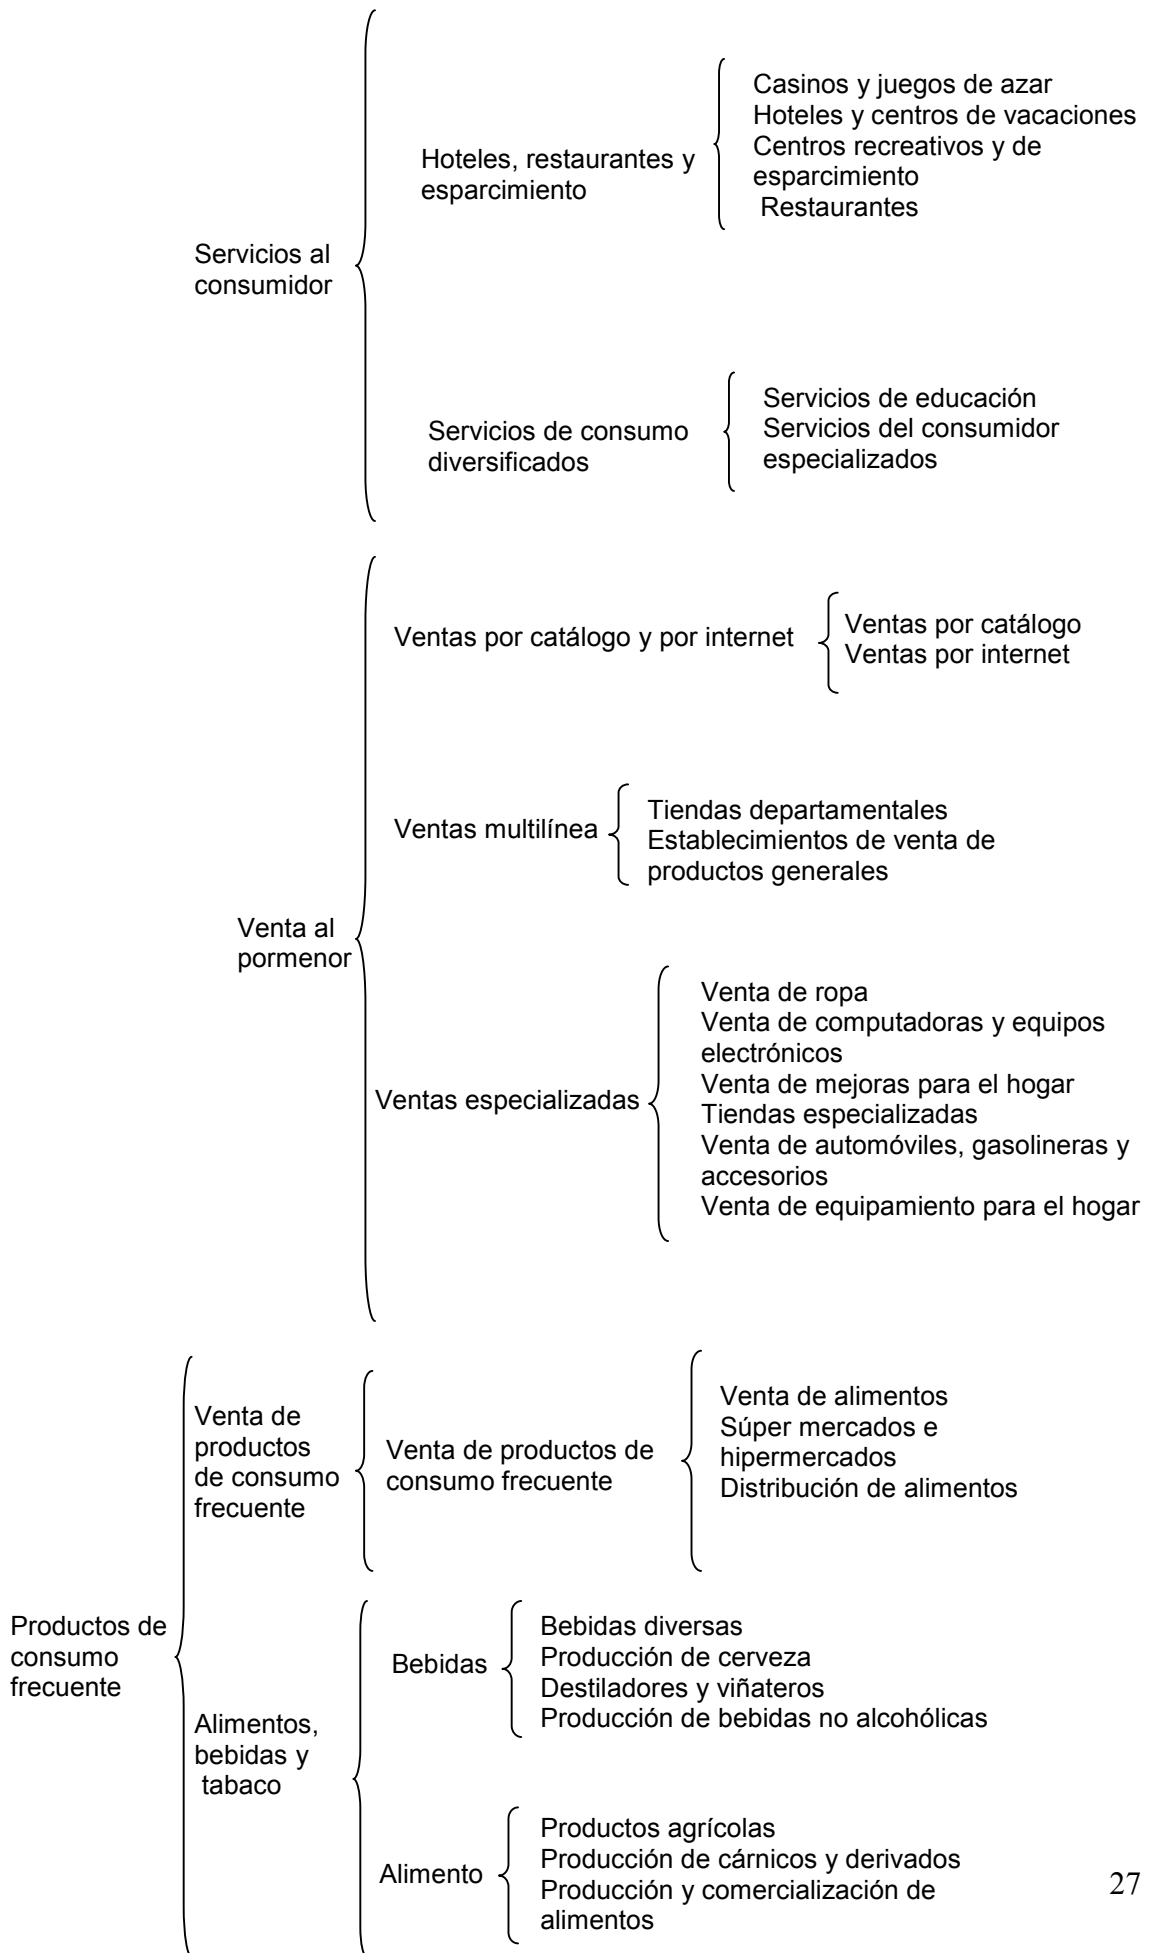 Casinos y juegos de azar
Hoteles y centros de vacaciones
Centros recreativos y de
esparcimiento
Restaurantes
Hoteles, restaurantes y
esparcimiento
Servicios al
consumidor
Servicios de educación
Servicios del consumidor
especializados
Servicios de consumo
diversificados
Ventas por catálogo y por internet
Ventas por catálogo
Ventas por internet
Ventas multilínea
Tiendas departamentales
Establecimientos de venta de
productos generales
Venta al
pormenor
Ventas especializadas
Venta de ropa
Venta de computadoras y equipos
electrónicos
Venta de mejoras para el hogar
Tiendas especializadas
Venta de automóviles, gasolineras y
accesorios
Venta de equipamiento para el hogar
Venta de
productos
de consumo
frecuente
Venta de productos de
consumo frecuente
Venta de alimentos
Súper mercados e
hipermercados
Distribución de alimentos
Productos de
consumo
frecuente
Alimentos,
bebidas y
tabaco
Bebidas
Bebidas diversas
Producción de cerveza
Destiladores y viñateros
Producción de bebidas no alcohólicas
Alimento
Productos agrícolas
Producción de cárnicos y derivados
Producción y comercialización de
alimentos
27